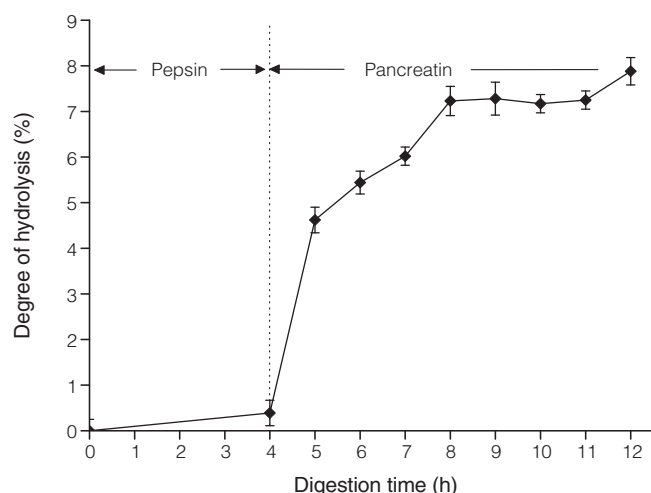 Degree of hydrolysis (%)
9
8
7
6
5
4
3
2
1
0
Pepsin
Pancreatin
0 1 2 3 4 5 6 7 8 9 10 11 12
Digestion time (h)